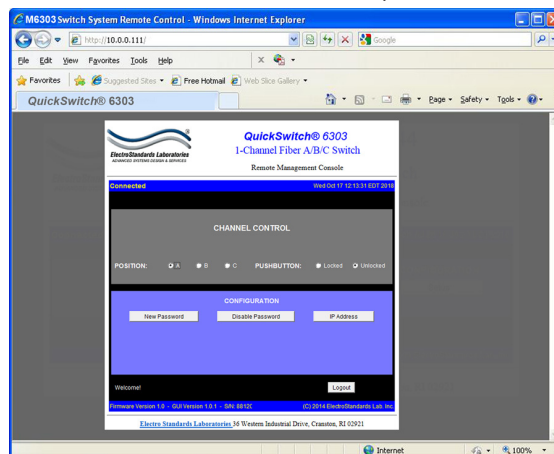 M6303 Switch System Remote Control - Windows Internet Explorer
http://10.0.0.111/
Google
File Edit View Favorites Tools Help
X
Favorites Suggested Sites Free Hotmail Web Slice Gallery
QuickSwitch® 6303
Page Safety Tools
ElectroStandards Laboratories
ADVANCED SYSTEMS DESIGN & SERVICES
QuickSwitch® 6303
1-Channel Fiber A/B/C Switch
Remote Management Console
Connected Wed Oct 17 12:13:31 EDT 2018
CHANNEL CONTROL
POSITION: A B C PUSHBUTTON: Locked Unlocked
CONFIGURATION
New Password Disable Password IP Address
Welcome! Logout
Firmware Version 1.0 - GUI Version 1.0.1 - S/N: 8812C (C) 2014 ElectroStandards Lab. Inc.
Electro Standards Laboratories 36 Western Industrial Drive, Cranston, RI 02921
Internet 100%